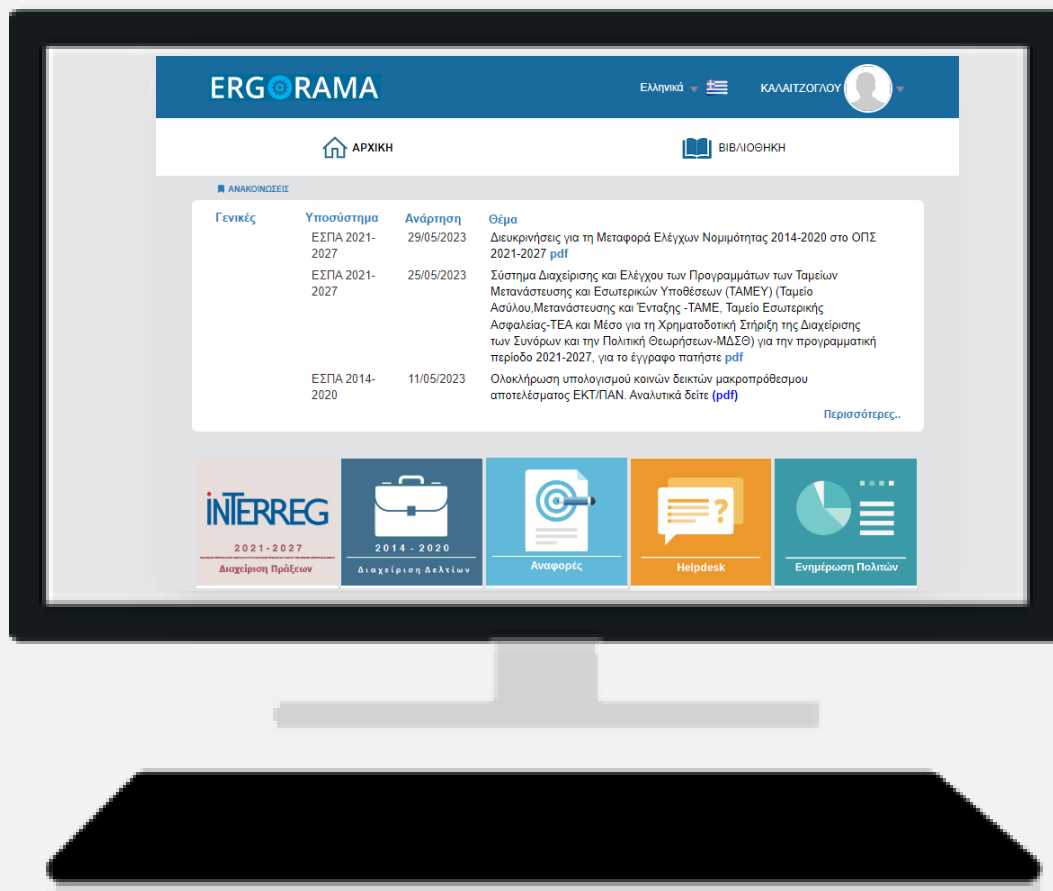 ERGORAMA
Ελληνικά
ΚΑΛΑΙΤΖΟΓΛΟΥ
ΑΡΧΙΚΗ
ΒΙΒΛΙΟΘΗΚΗ
ΑΝΑΚΟΙΝΩΣΕΙΣ
Γενικές Υποσύστημα Ανάρτηση Θέμα
ΕΣΠΑ 2021-
2027
29/05/2023
Διευκρινήσεις για τη Μεταφορά Ελέγχων Νομιμότητας 2014-2020 στο ΟΠΣ
2021-2027 pdf
ΕΣΠΑ 2021-
2027
25/05/2023
Σύστημα Διαχείρισης και Ελέγχου των Προγραμμάτων των Ταμείων
Μετανάστευσης και Εσωτερικών Υποθέσεων (ΤΑΜΕΥ) (Ταμείο
Ασύλου,Μετανάστευσης και Ένταξης -ΤΑΜΕ, Ταμείο Εσωτερικής
Ασφαλείας-ΤΕΑ και Μέσο για τη Χρηματοδοτική Στήριξη της Διαχείρισης
των Συνόρων και την Πολιτική Θεωρήσεων-ΜΔΣΘ) για την προγραμματική
περίοδο 2021-2027, για το έγγραφο πατήστε pdf
ΕΣΠΑ 2014-
2020
11/05/2023
Ολοκλήρωση υπολογισμού κοινών δεικτών μακροπρόθεσμου
αποτελέσματος ΕΚΤ/ΠΑΝ. Αναλυτικά δείτε (pdf)
Περισσότερες..
iNTERREG
2021-2027
Διαχείριση Πράξεων
2014 - 2020
Διαχείριση Δελτίων
Αναφορές
?
Helpdesk
Ενημέρωση Πολιτών